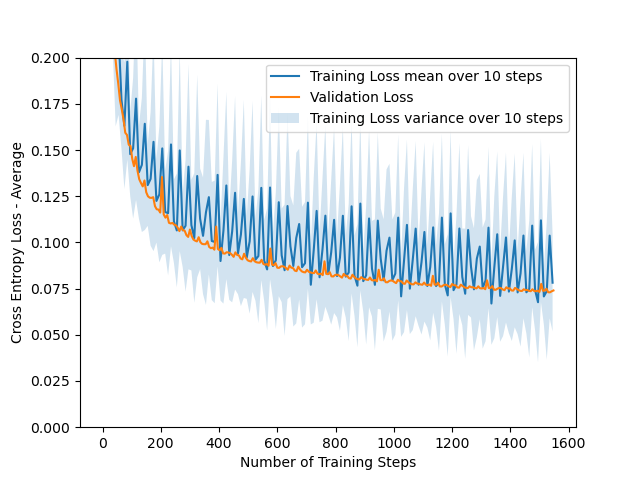 0.200
0.175
0.150
0.125
0.100
0.075
0.050
0.025
0.000
Cross Entropy Loss - Average
Training Loss mean over 10 steps
Validation Loss
Training Loss variance over 10 steps
0 200 400 600 800 1000 1200 1400 1600
Number of Training Steps